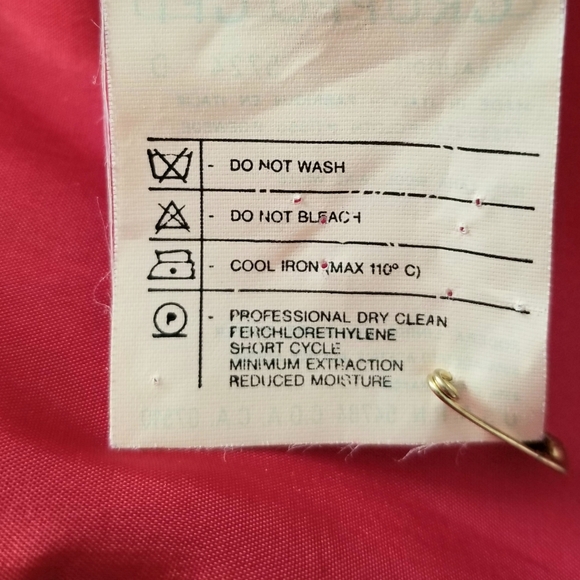 - DO NOT WASH
- DO NOT BLEACH
- COOL IRON (MAX 110º C)
P - PROFESSIONAL DRY CLEAN
PERCHLORETHYLENE
SHORT CYCLE
MINIMUM EXTRACTION
REDUCED MOISTURE